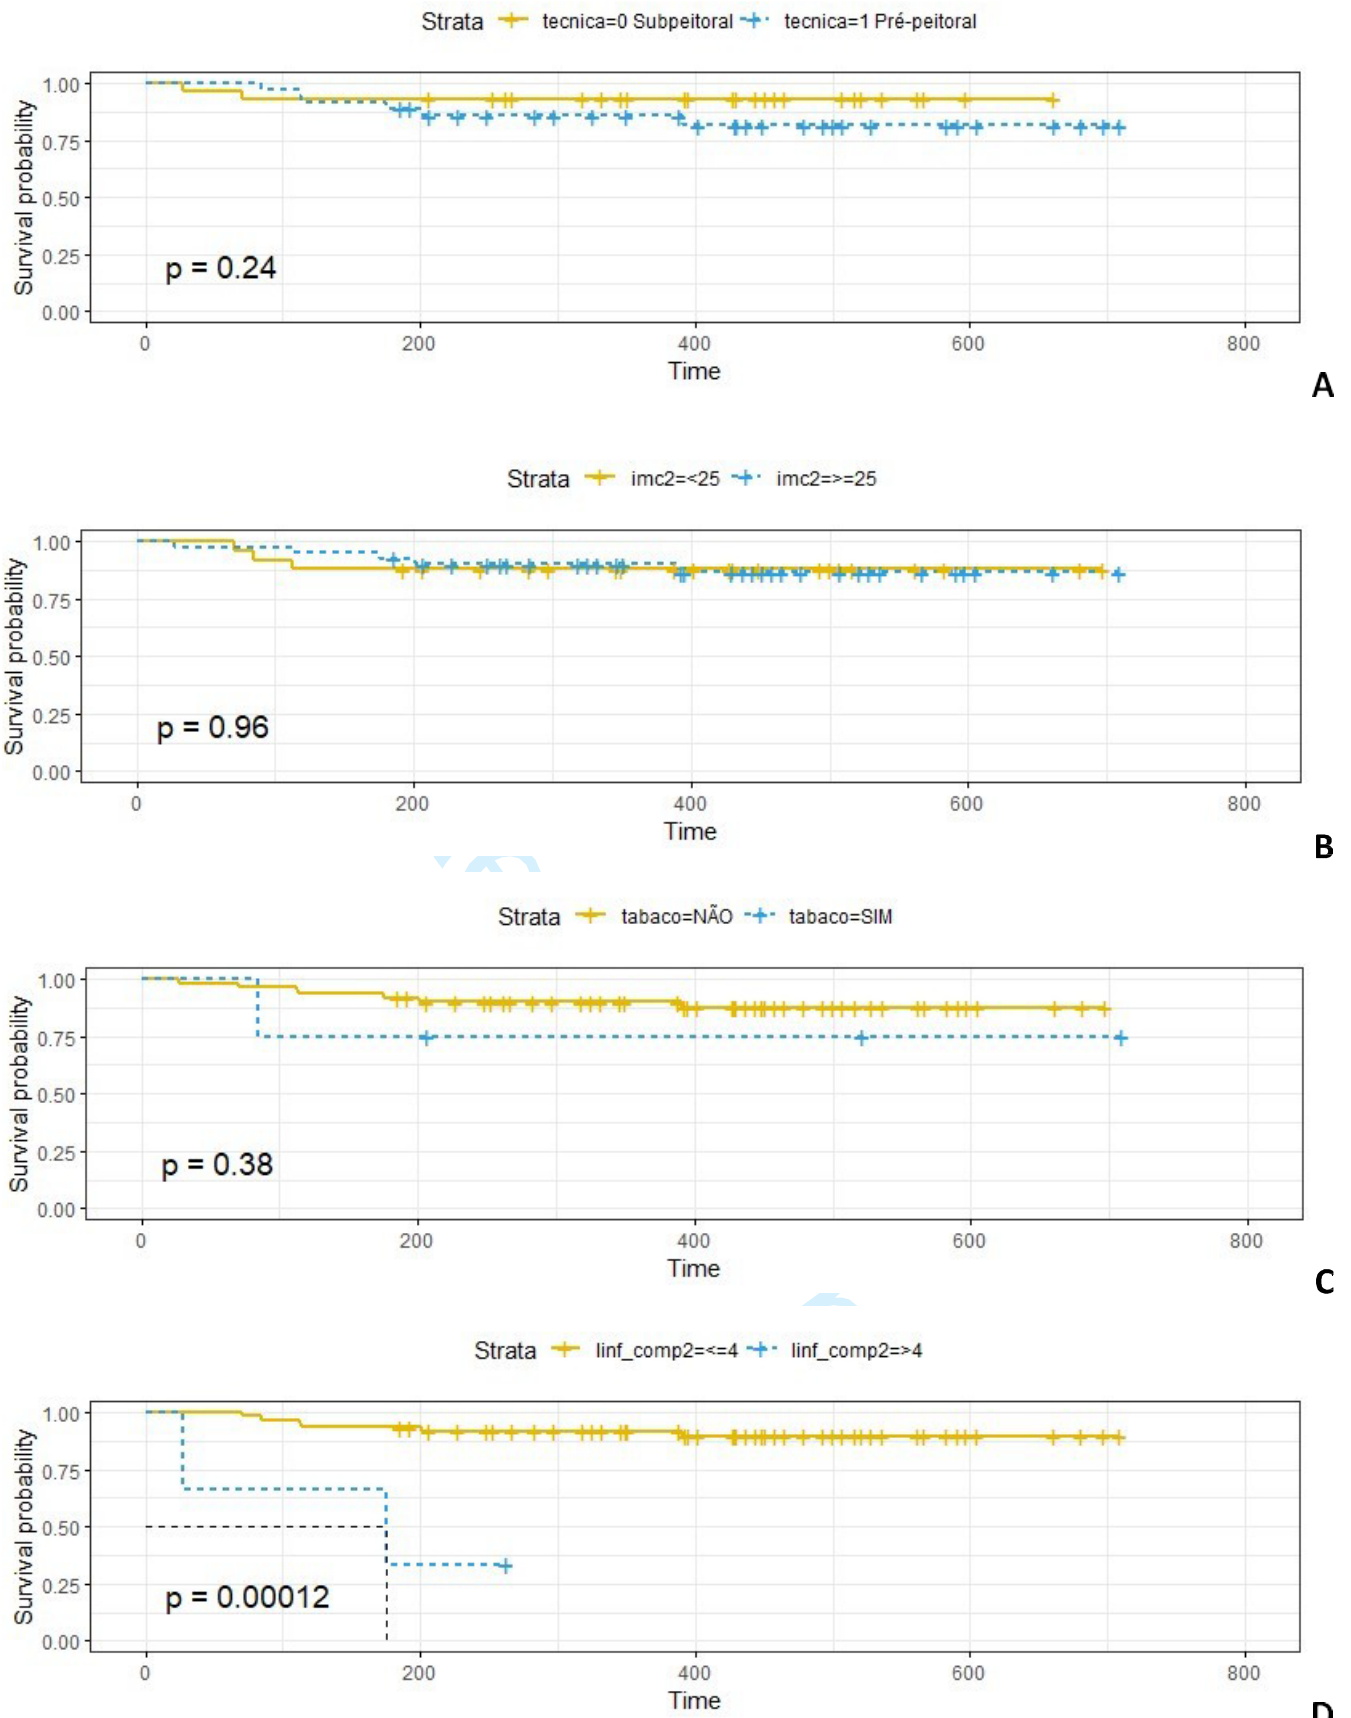 Strata tecnica=0 Subpeitoral tecnica=1 Pré-peitoral
Survival probability
1.00
0.75
0.50
0.25
0.00
p = 0.24
0 200 400 600 800
Time
A
Strata imc2=<25 imc2=>=25
Survival probability
1.00
0.75
0.50
0.25
0.00
p = 0.96
0 200 400 600 800
Time
B
Strata tabaco=NÃO tabaco=SIM
Survival probability
1.00
0.75
0.50
0.25
0.00
p = 0.38
0 200 400 600 800
Time
C
Strata linf_comp2=<=4 linf_comp2=>4
Survival probability
1.00
0.75
0.50
0.25
0.00
p = 0.00012
0 200 400 600 800
Time
D